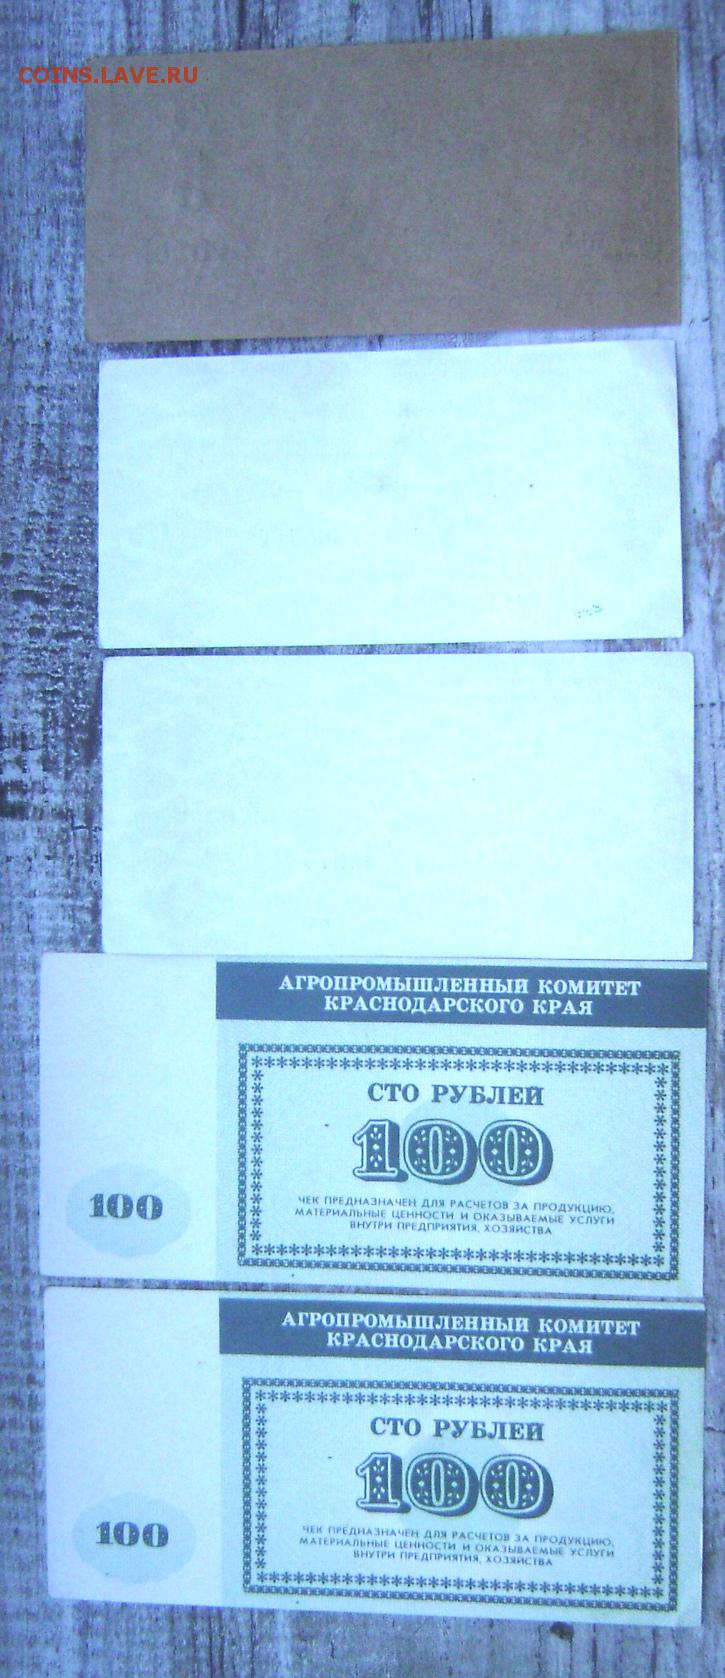 COINS.LAVE.RU
АГРОПРОМЫШЛЕННЫЙ КОМИТЕТ
КРАСНОДАРСКОГО КРАЯ
СТО РУБЛЕЙ
100
ЧЕК ПРЕДНАЗНАЧЕН ДЛЯ РАСЧЕТОВ ЗА ПРОДУКЦИЮ,
МАТЕРИАЛЬНЫЕ ЦЕННОСТИ И ОКАЗЫВАЕМЫЕ УСЛУГИ
ВНУТРИ ПРЕДПРИЯТИЯ, ХОЗЯЙСТВА
100
АГРОПРОМЫШЛЕННЫЙ КОМИТЕТ
КРАСНОДАРСКОГО КРАЯ
СТО РУБЛЕЙ
100
ЧЕК ПРЕДНАЗНАЧЕН ДЛЯ РАСЧЕТОВ ЗА ПРОДУКЦИЮ,
МАТЕРИАЛЬНЫЕ ЦЕННОСТИ И ОКАЗЫВАЕМЫЕ УСЛУГИ
ВНУТРИ ПРЕДПРИЯТИЯ, ХОЗЯЙСТВА
100